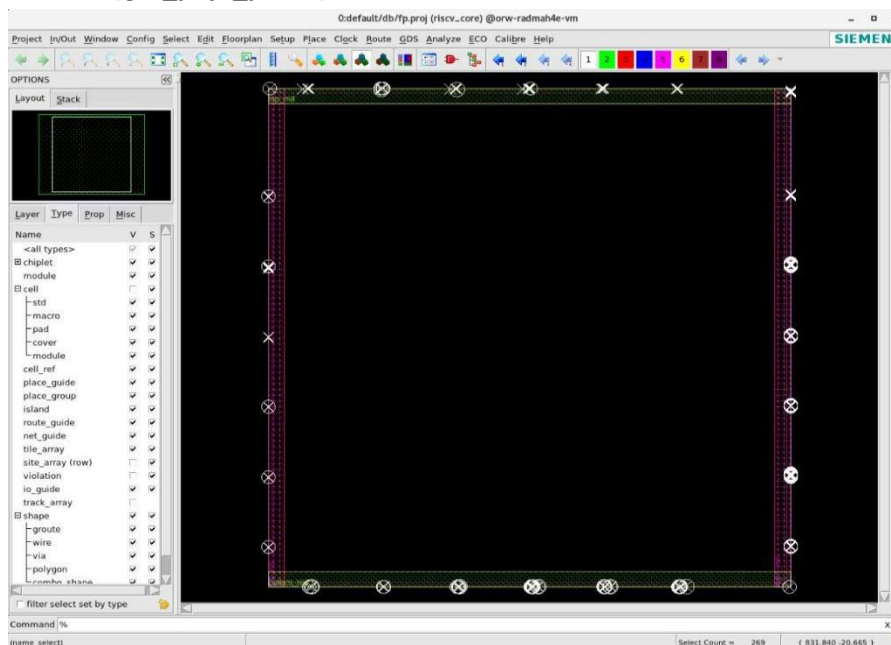 0:default/db/fp.proj (riscv_core) @orw-radmah4e-vm
Project In/Out Window Config Select Edit Floorplan Setup Place Clock Route GDS Analyze ECO Calibre Help
SIEMEN
1 2 3 5 6 7 8
OPTIONS
Layout Stack
Layer Type Prop Misc
Name V S
<all types>
chiplet
module
cell
std
macro
pad
cover
module
cell_ref
place_guide
place_group
island
route_guide
net_guide
tile_array
site_array (row)
violation
io_guide
track_array
shape
groute
wire
via
polygon
combo_shape
filter select set by type
Command %
Select Count = 269 ( 831.840 -20.665 )